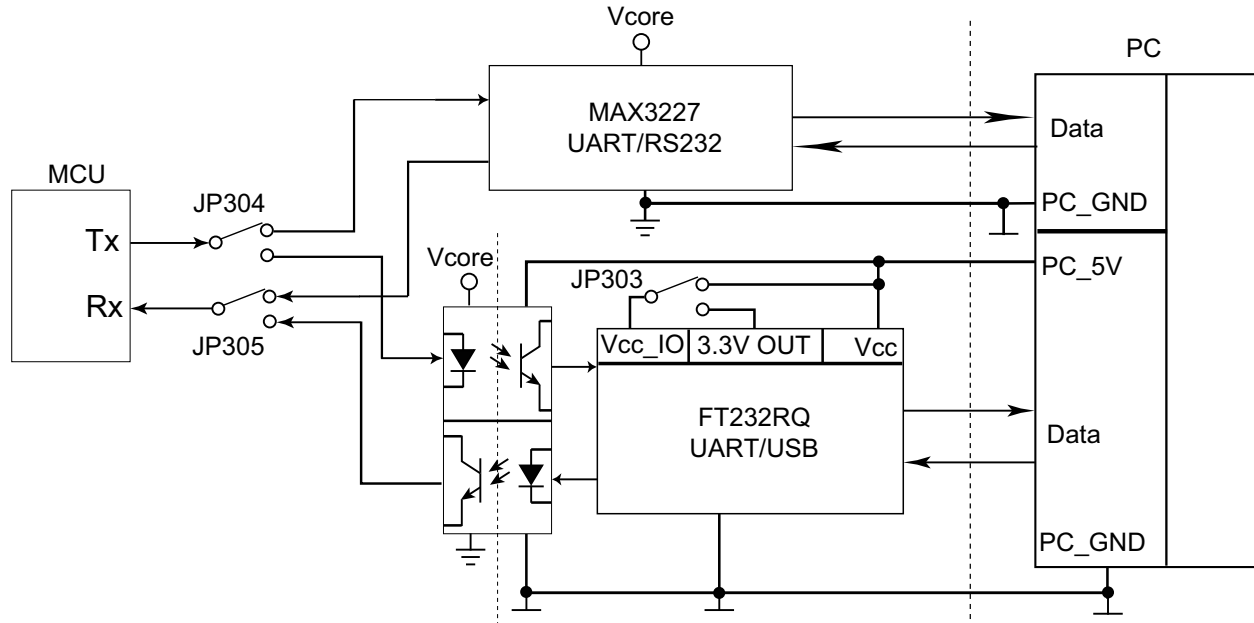 Vcore
PC
MAX3227
UART/RS232
Data
MCU
JP304
PC_GND
Tx
Vcore
JP303
PC_5V
Rx
JP305
Vcc_IO
3.3V OUT
Vcc
FT232RQ
UART/USB
Data
PC_GND